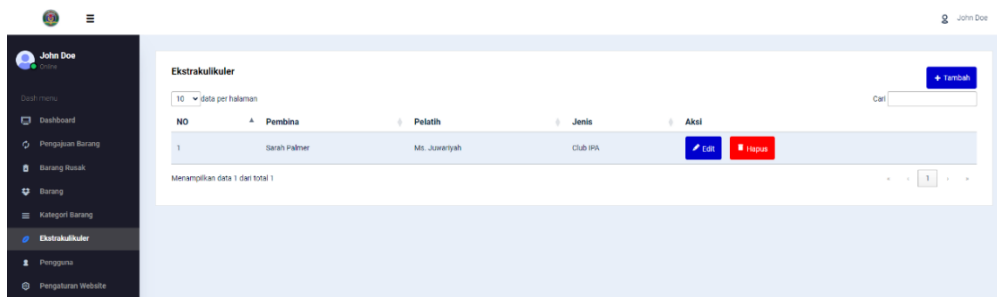 John Doe
John Doe
Online
Dash menu
Dashboard
Pengajuan Barang
Barang Rusak
Barang
Kategori Barang
Ekstrakulikuler
Pengguna
Pengaturan Website
Ekstrakulikuler
+ Tambah
10 data per halaman
Cari
NO Pembina Pelatih Jenis Aksi
1 Sarah Palmer Ms. Juwariyah Club IPA Edit Hapus
Menampilkan data 1 dari total 1
« ‹ 1 › »